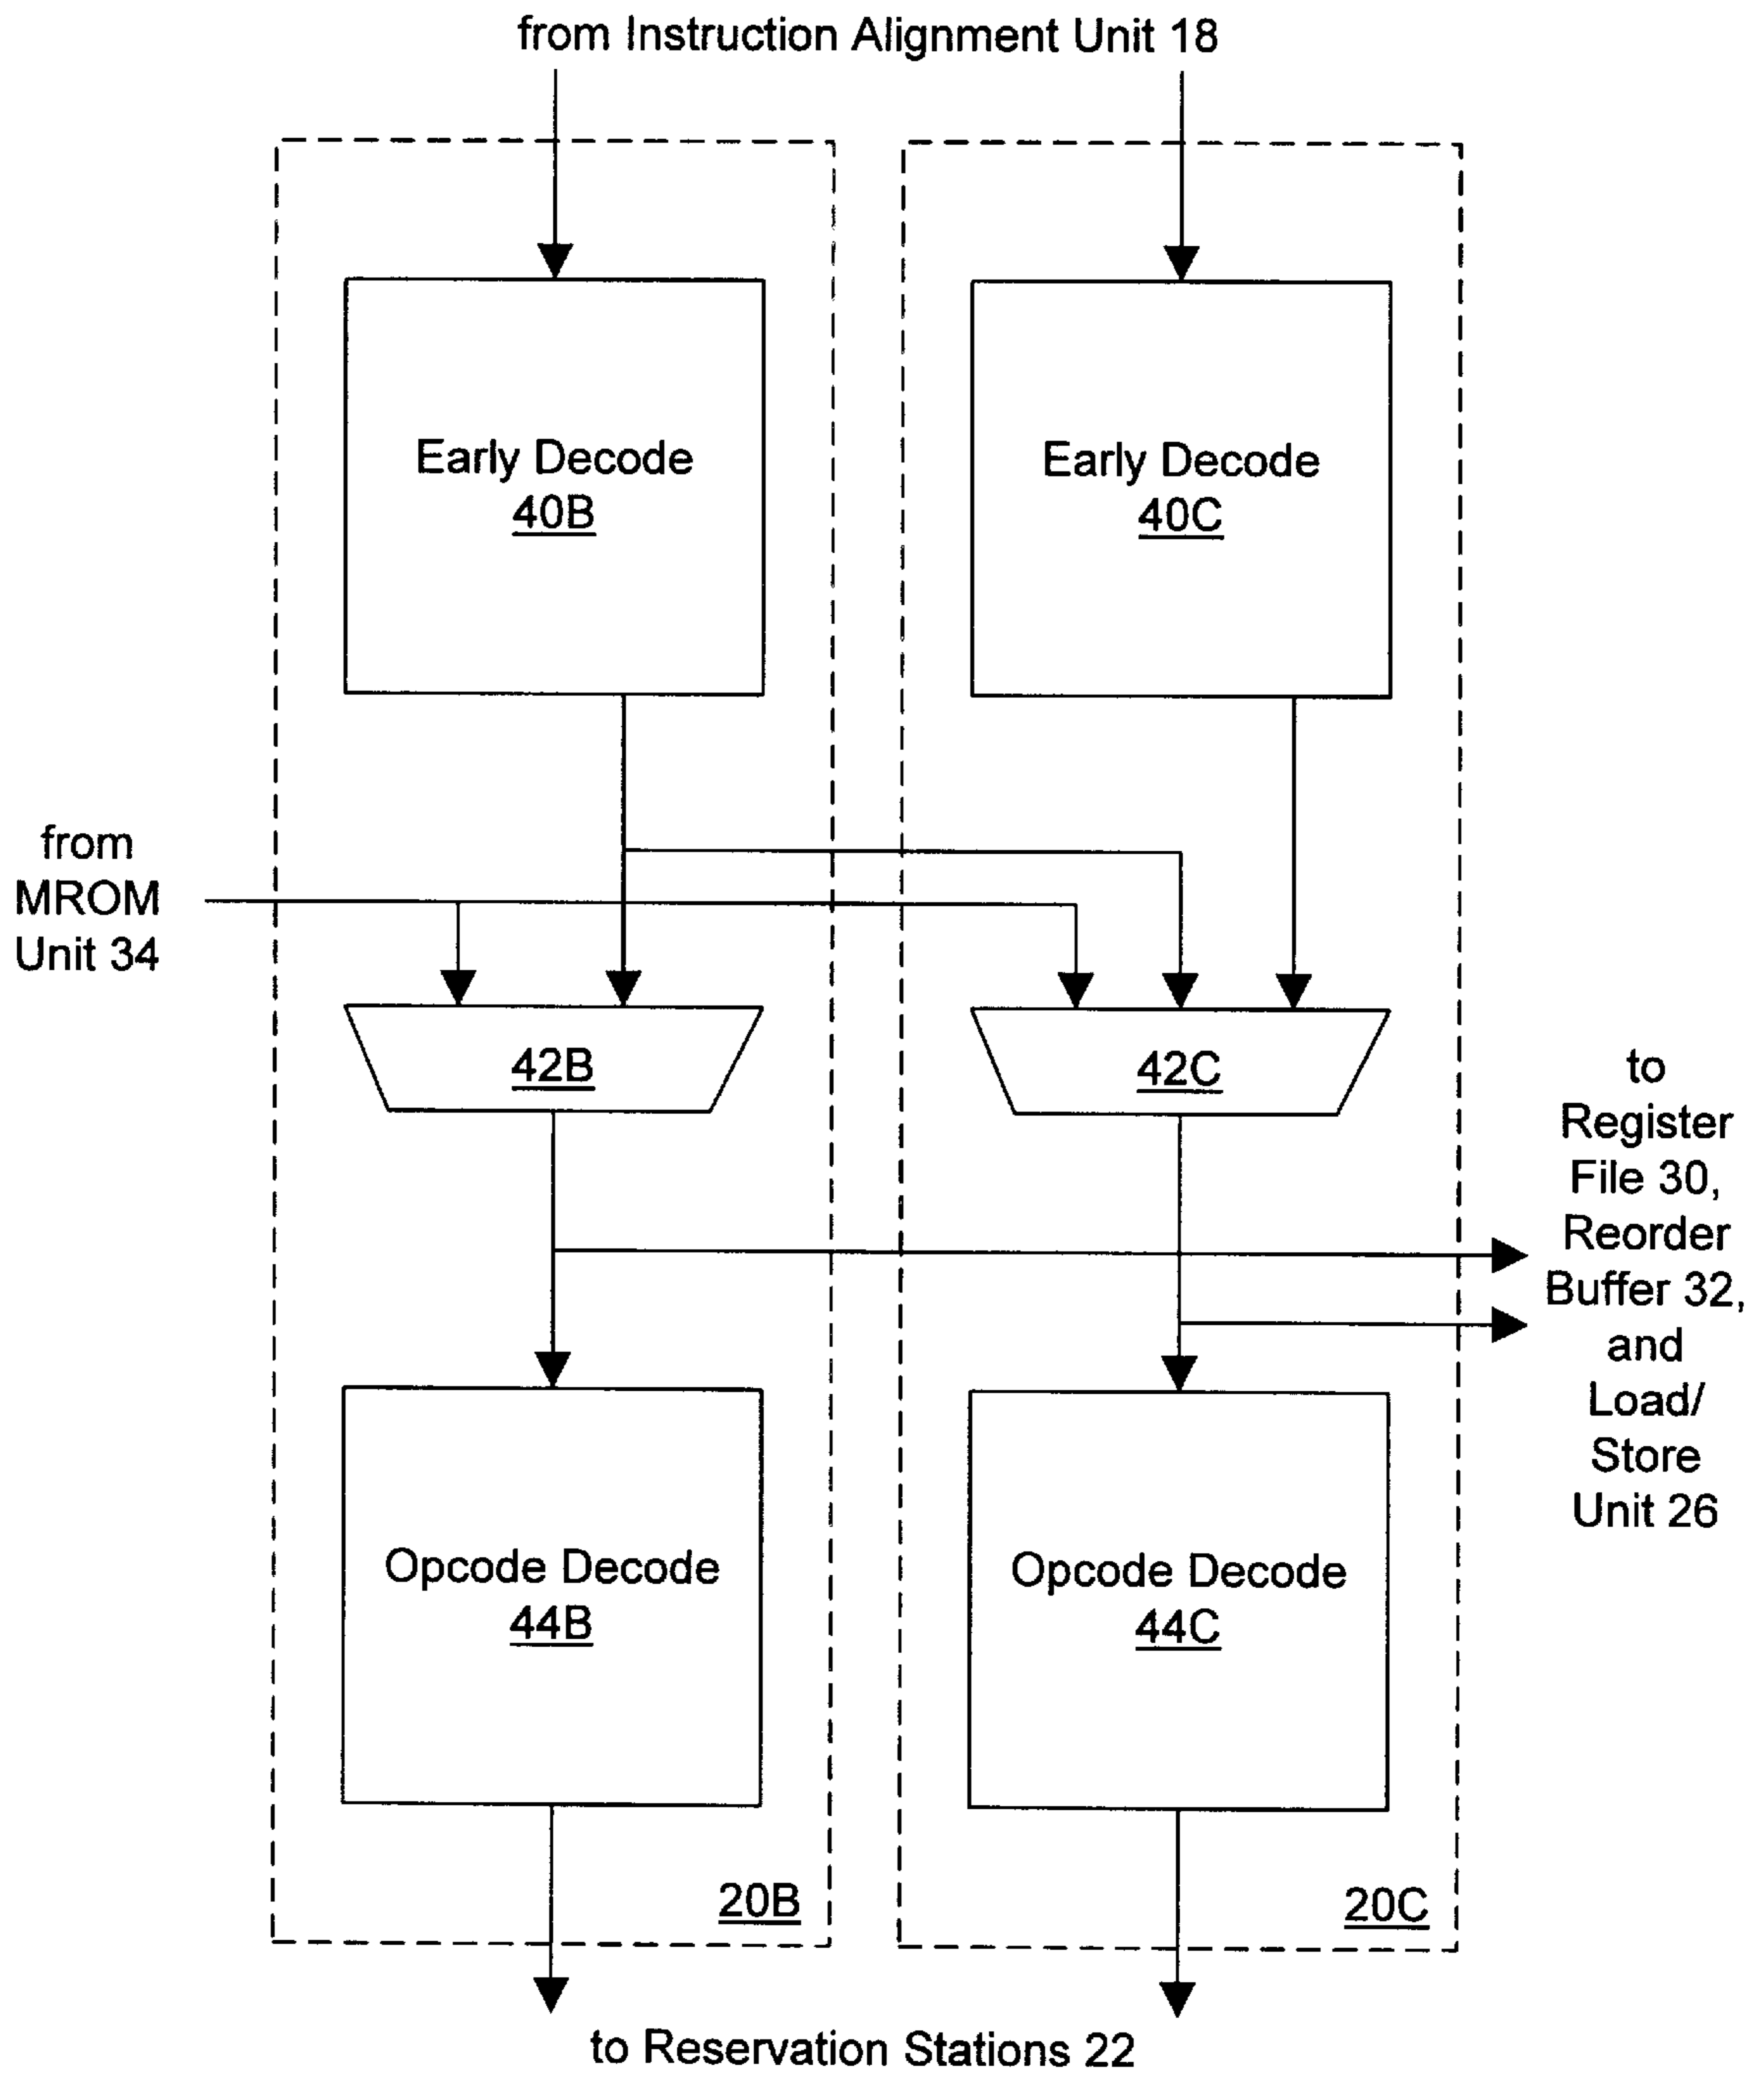 from Instruction Alignment Unit 18
Early Decode
40B
Early Decode
40C
from
MROM
Unit 34
42B
42C
to
Register
File 30,
Reorder
Buffer 32,
and
Load/
Store
Unit 26
Opcode Decode
44B
Opcode Decode
44C
20B
20C
to Reservation Stations 22